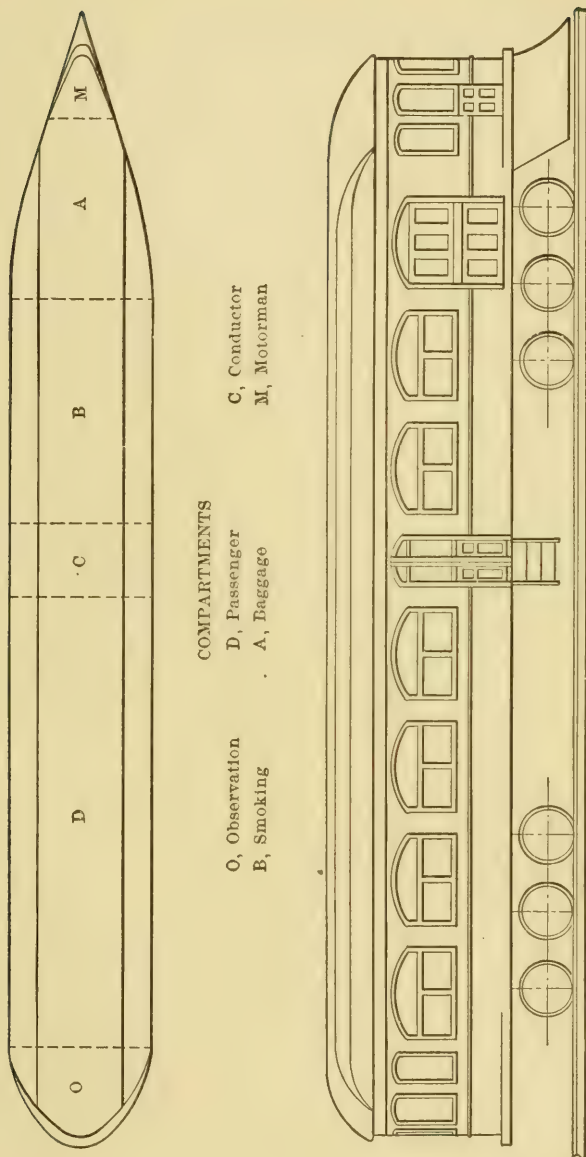 O D C B A M
COMPARTMENTS
O, Observation D, Passenger C, Conductor
B, Smoking A, Baggage M, Motorman